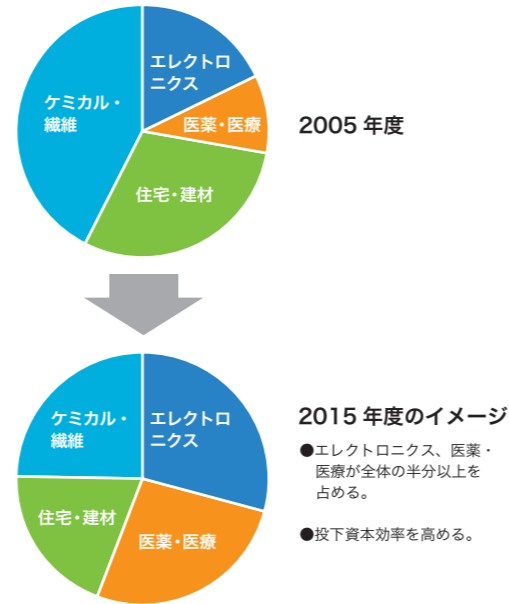 エレクトロ
ニクス
ケミカル・
繊維
医薬・医療
住宅・建材
2005 年度
ケミカル・
繊維
エレクトロ
ニクス
住宅・建材
医薬・医療
2015 年度のイメージ
●エレクトロニクス、医薬・
医療が全体の半分以上を
占める。
●投下資本効率を高める。